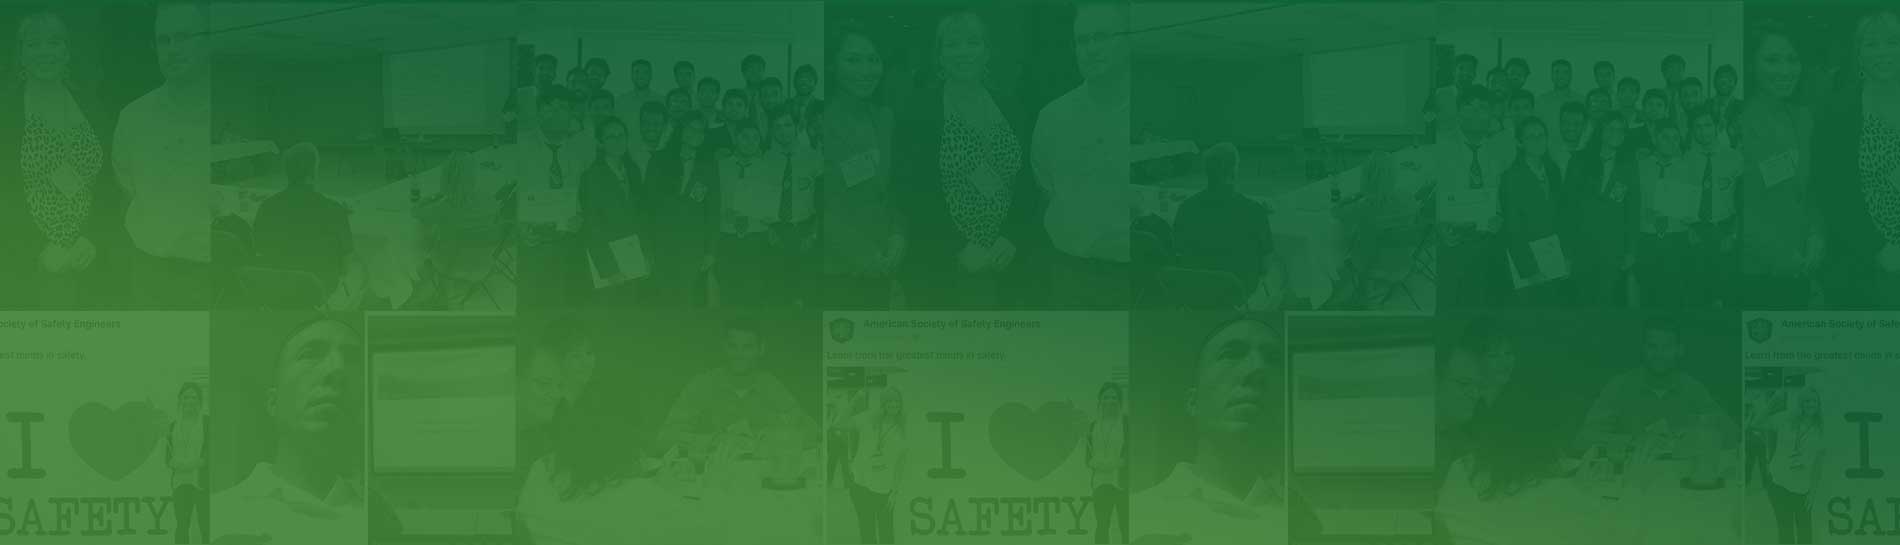 ociety of Safety Engineers
est minds in safety.
I
SAFETY
American Society of Safety Engineers
Learn from the greatest minds in safety.
I
SAFETY
American Society of Safe
Learn from the greatest minds in s
I
SA